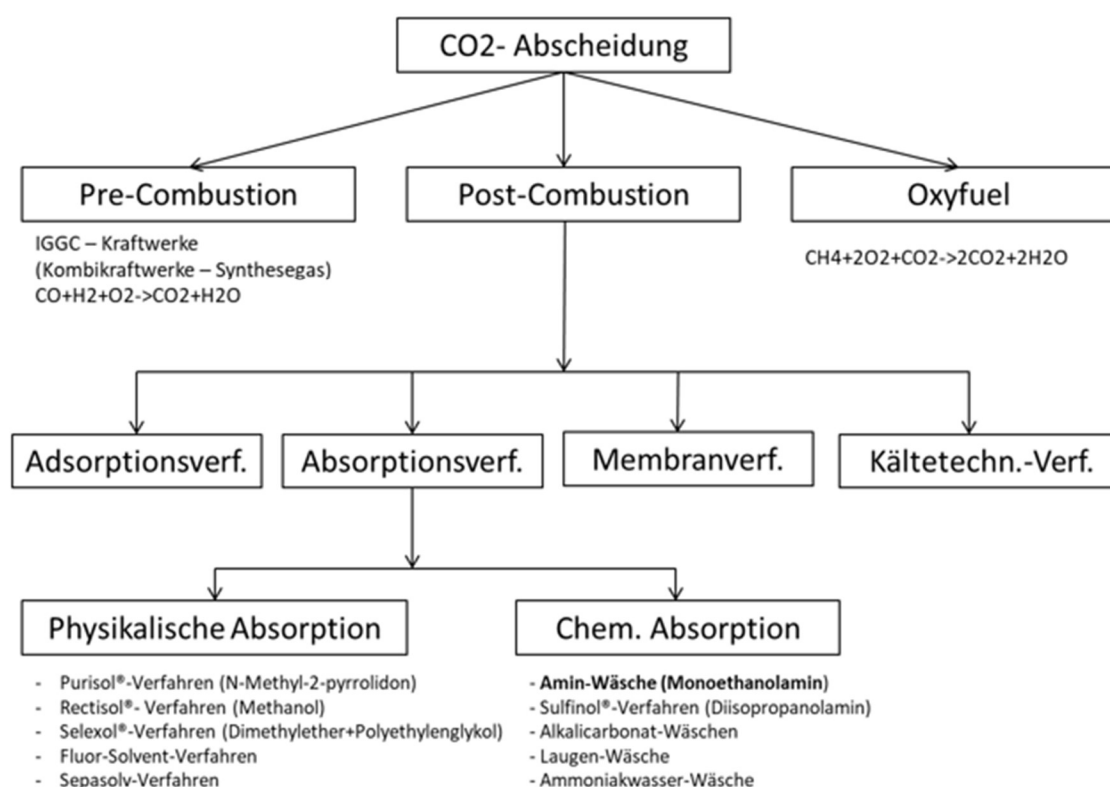 CO2- Abscheidung
Pre-Combustion
Post-Combustion
Oxyfuel
IGGC – Kraftwerke
(Kombikraftwerke – Synthesegas)
CO+H2+O2->CO2+H2O
CH4+2O2+CO2->2CO2+2H2O
Adsorptionsverf.
Absorptionsverf.
Membranverf.
Kältetechn.-Verf.
Physikalische Absorption
- Purisol®-Verfahren (N-Methyl-2-pyrrolidon)
- Rectisol®- Verfahren (Methanol)
- Selexol®-Verfahren (Dimethylether+Polyethylenglykol)
- Fluor-Solvent-Verfahren
- Sepasolv-Verfahren
Chem. Absorption
- Amin-Wäsche (Monoethanolamin)
- Sulfinol®-Verfahren (Diisopropanolamin)
- Alkalicarbonat-Wäschen
- Laugen-Wäsche
- Ammoniakwasser-Wäsche